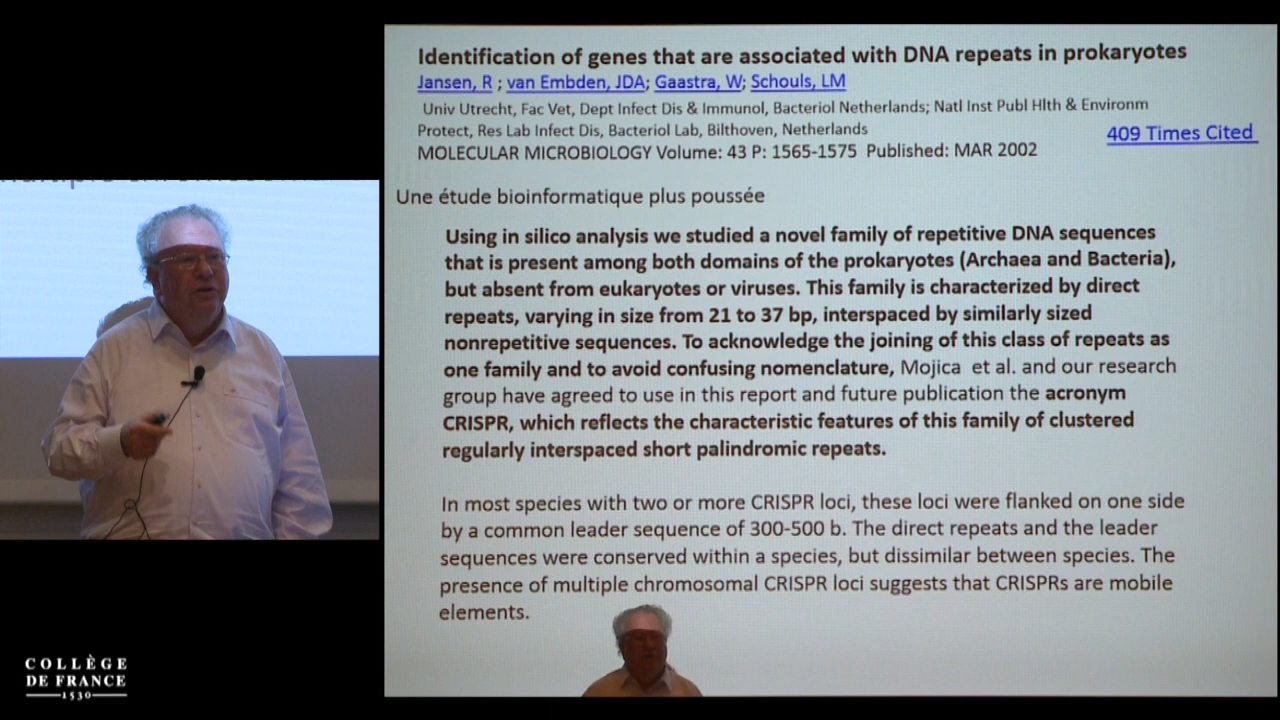 Identification of genes that are associated with DNA repeats in prokaryotes
Jansen, R ; van Embden, JDA; Gaastra, W; Schouls, LM
Univ Utrecht, Fac Vet, Dept Infect Dis & Immunol, Bacteriol Netherlands; Natl Inst Publ Hlth & Environm
Protect, Res Lab Infect Dis, Bacteriol Lab, Bilthoven, Netherlands
409 Times Cited
MOLECULAR MICROBIOLOGY Volume: 43 P: 1565-1575 Published: MAR 2002
Une étude bioinformatique plus poussée
Using in silico analysis we studied a novel family of repetitive DNA sequences
that is present among both domains of the prokaryotes (Archaea and Bacteria),
but absent from eukaryotes or viruses. This family is characterized by direct
repeats, varying in size from 21 to 37 bp, interspaced by similarly sized
nonrepetitive sequences. To acknowledge the joining of this class of repeats as
one family and to avoid confusing nomenclature, Mojica et al. and our research
group have agreed to use in this report and future publication the acronym
CRISPR, which reflects the characteristic features of this family of clustered
regularly interspaced short palindromic repeats.
In most species with two or more CRISPR loci, these loci were flanked on one side
by a common leader sequence of 300-500 b. The direct repeats and the leader
sequences were conserved within a species, but dissimilar between species. The
presence of multiple chromosomal CRISPR loci suggests that CRISPRs are mobile
elements.
COLLÈGE
DE FRANCE
1530